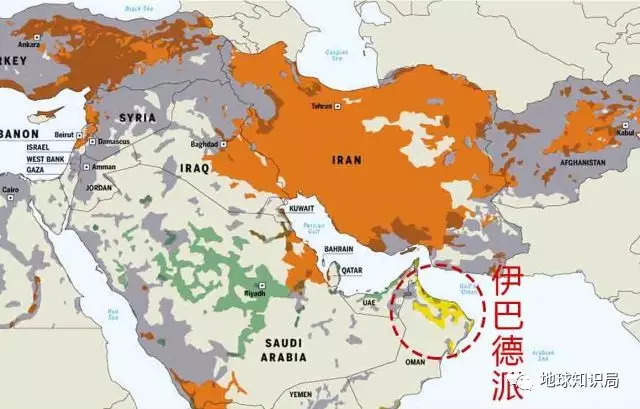 Black Sea
Ankara
RKEY
Caspian Sea
Tehran
Kabul
SYRIA
BANON
Beirut
Damascus
ISRAEL
WEST BANK
GAZA
Baghdad
IRAN
AFGHANISTAN
IRAQ
Amman
Cairo
JORDAN
KUWAIT
Persian Gulf
BAHRAIN
QATAR
Gulf of Oman
Riyadh
UAE
Red Sea
SAUDI
ARABIA
OMAN
Arabian Sea
YEMEN
伊巴德派
地球知识局